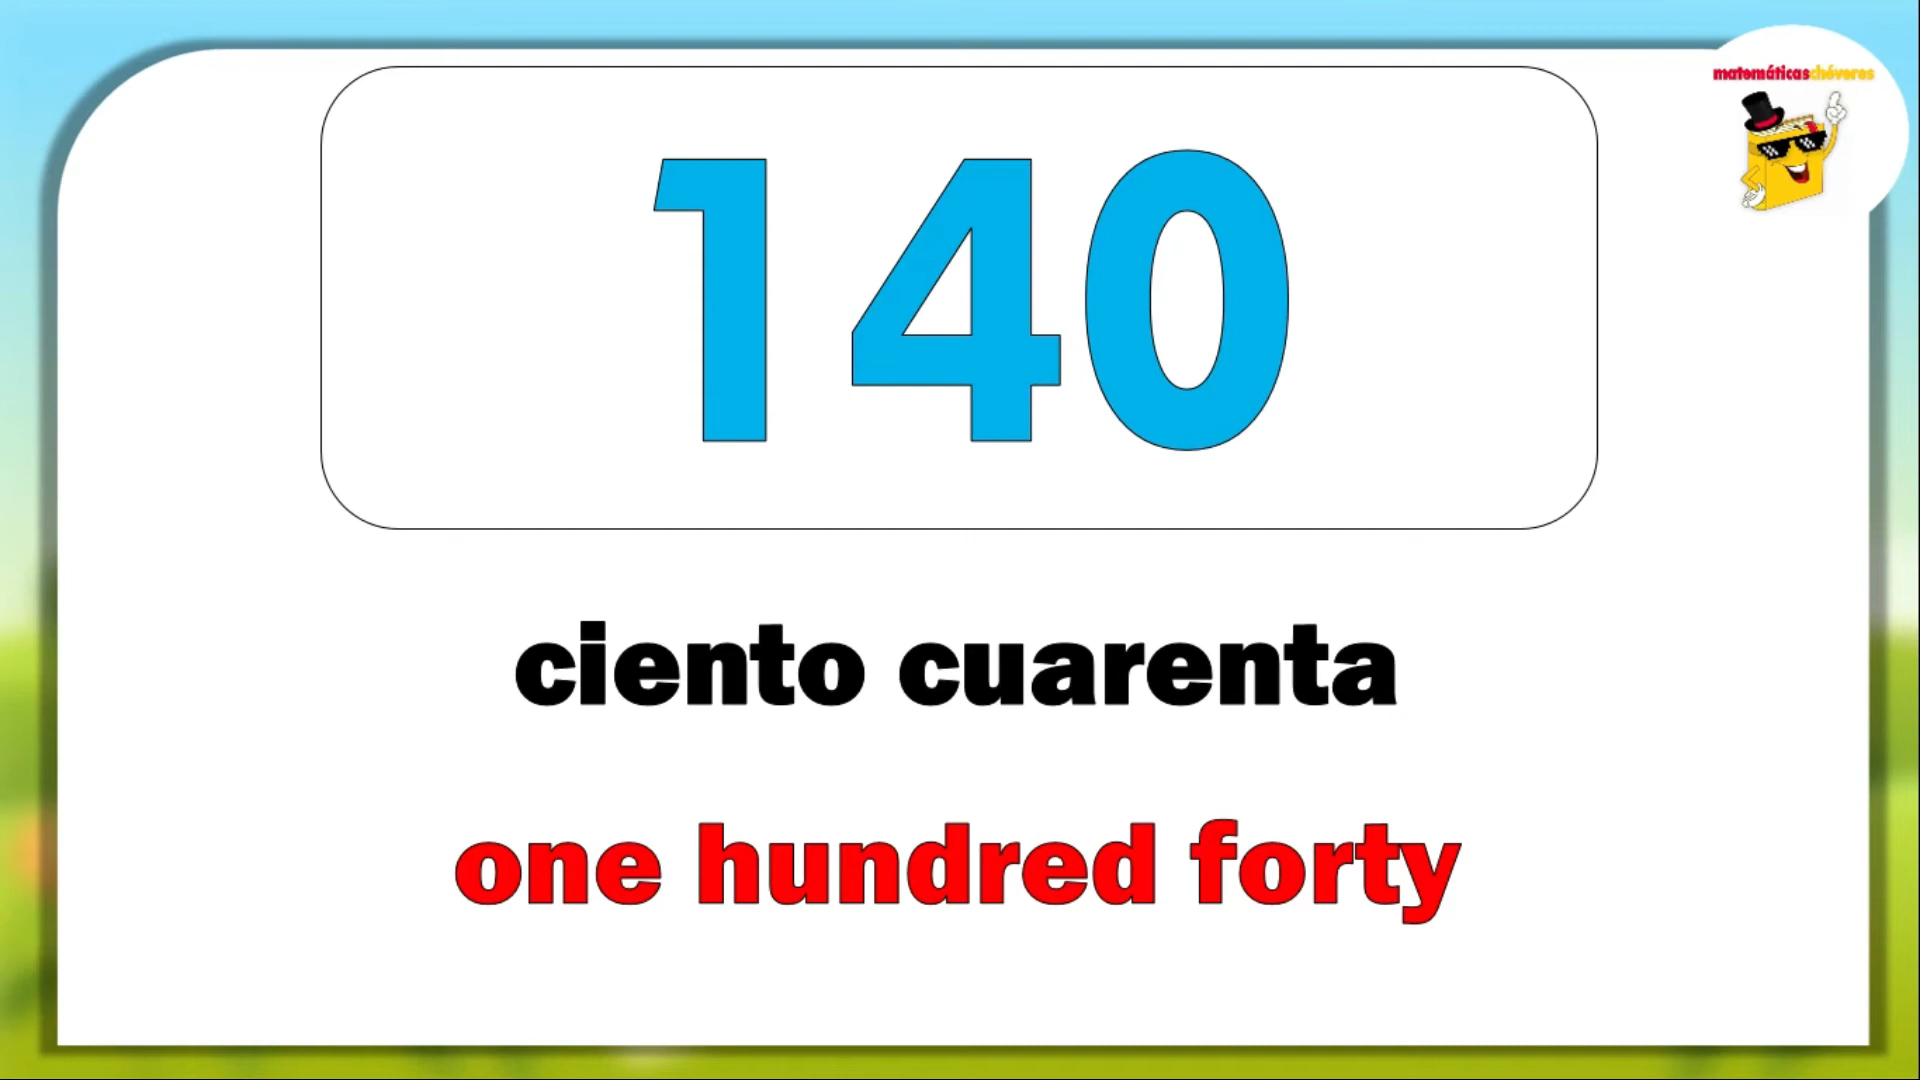 matemáticaschéveres
140
ciento cuarenta
one hundred forty